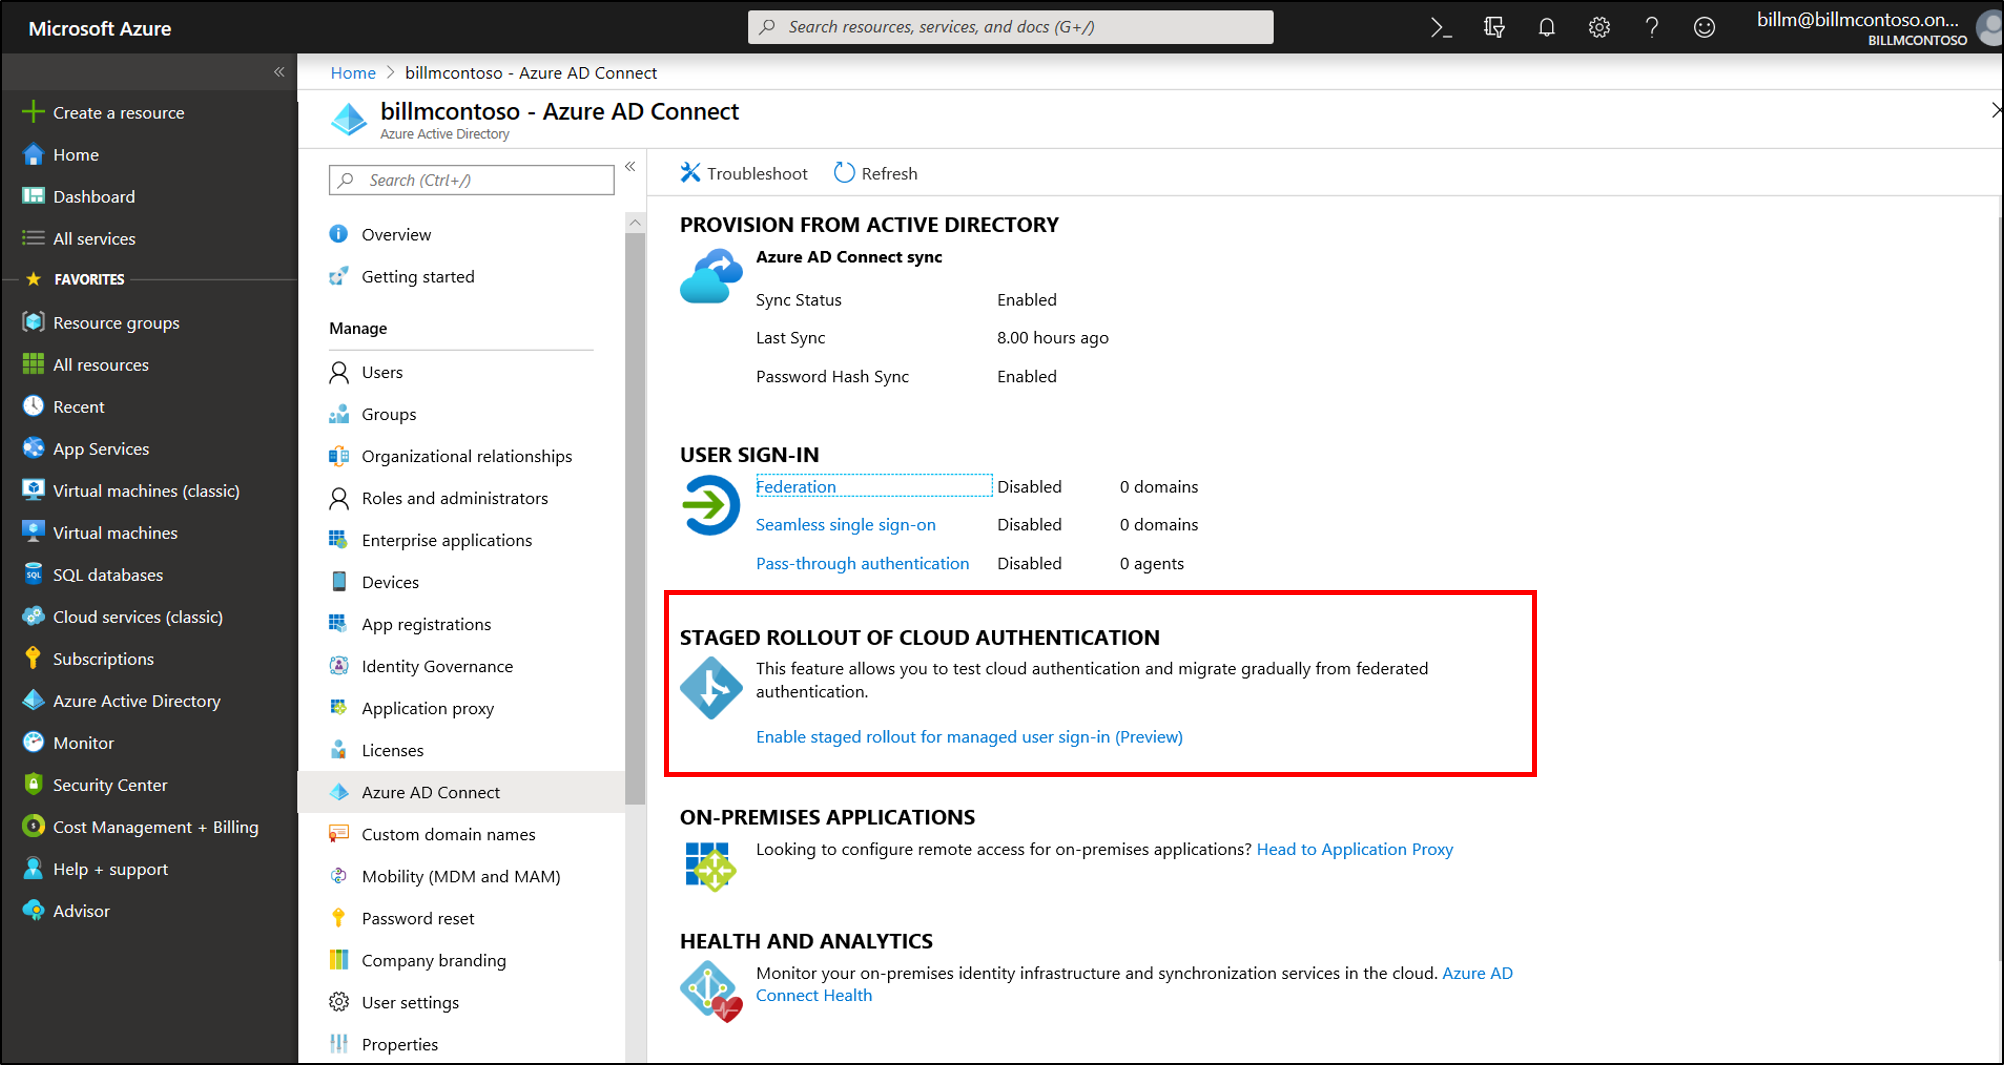 Microsoft Azure
Search resources, services, and docs (G+/)
billm@billmcontoso.on...
BILLMCONTOSO
Create a resource
Home
Dashboard
All services
FAVORITES
Resource groups
All resources
Recent
App Services
Virtual machines (classic)
Virtual machines
SQL databases
Cloud services (classic)
Subscriptions
Azure Active Directory
Monitor
Security Center
Cost Management + Billing
Help + support
Advisor
Home > billmcontoso - Azure AD Connect
billmcontoso - Azure AD Connect
Azure Active Directory
Search (Ctrl+/)
Overview
Getting started
Manage
Users
Groups
Organizational relationships
Roles and administrators
Enterprise applications
Devices
App registrations
Identity Governance
Application proxy
Licenses
Azure AD Connect
Custom domain names
Mobility (MDM and MAM)
Password reset
Company branding
User settings
Properties
Troubleshoot Refresh
PROVISION FROM ACTIVE DIRECTORY
Azure AD Connect sync
Sync Status Enabled
Last Sync 8.00 hours ago
Password Hash Sync Enabled
USER SIGN-IN
Federation Disabled 0 domains
Seamless single sign-on Disabled 0 domains
Pass-through authentication Disabled 0 agents
STAGED ROLLOUT OF CLOUD AUTHENTICATION
This feature allows you to test cloud authentication and migrate gradually from federated
authentication.
Enable staged rollout for managed user sign-in (Preview)
ON-PREMISES APPLICATIONS
Looking to configure remote access for on-premises applications? Head to Application Proxy
HEALTH AND ANALYTICS
Monitor your on-premises identity infrastructure and synchronization services in the cloud. Azure AD
Connect Health